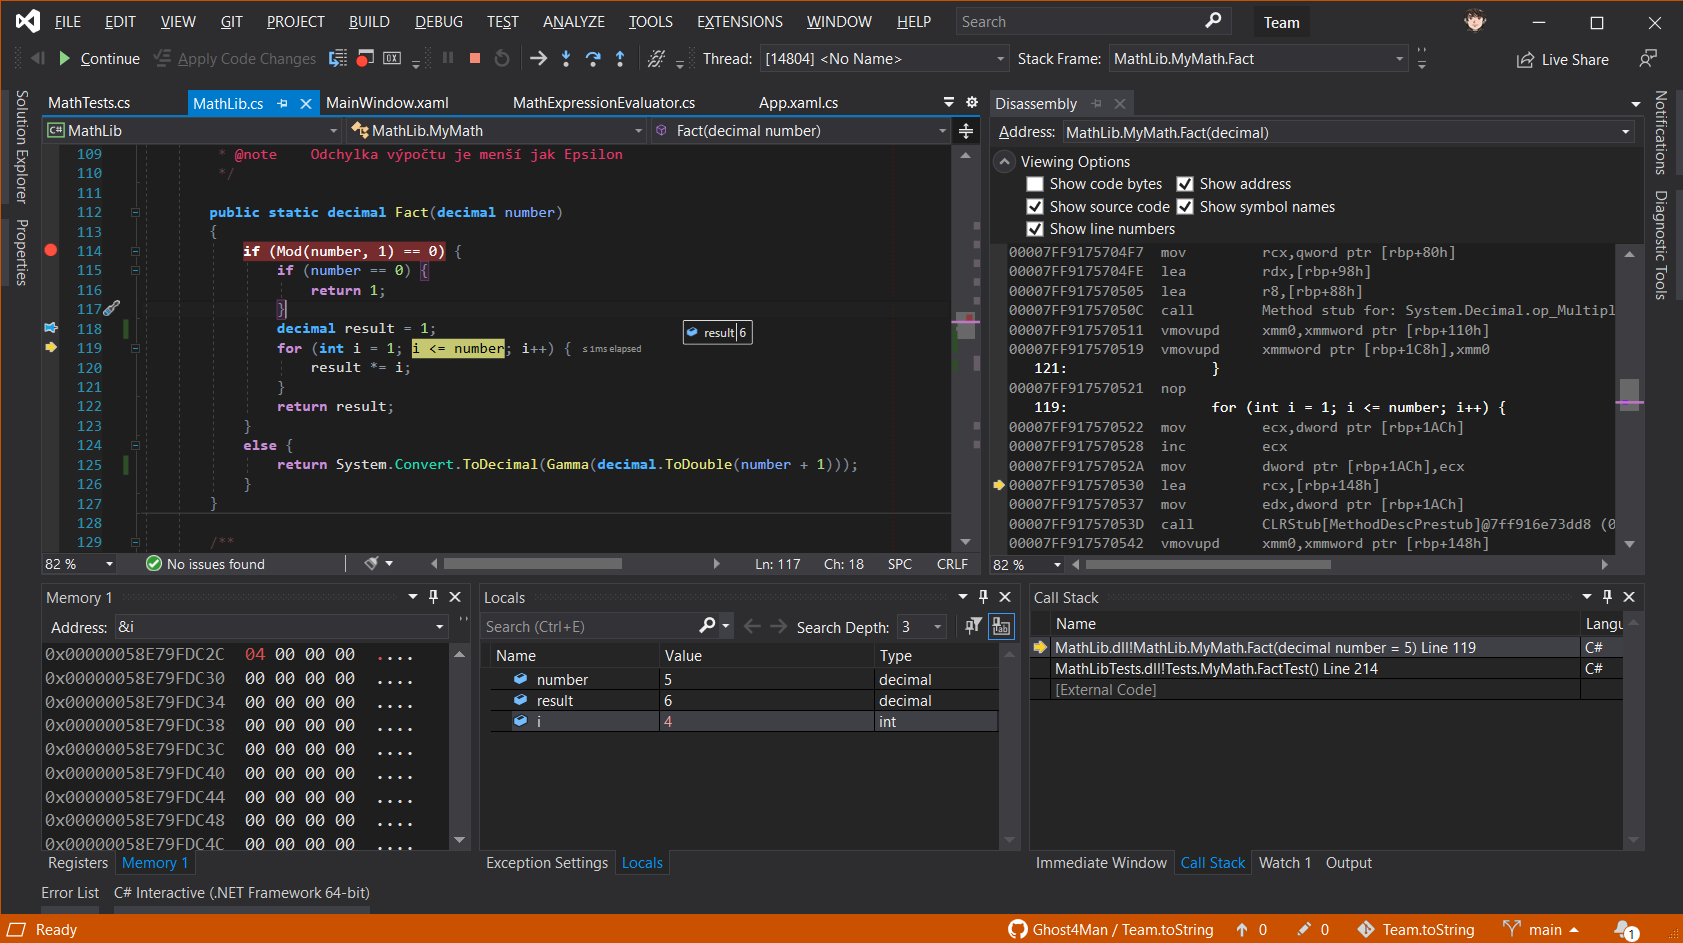 FILE EDIT VIEW GIT PROJECT BUILD DEBUG TEST ANALYZE TOOLS EXTENSIONS WINDOW HELP Search Team
Continue Apply Code Changes Thread: [14804] <No Name> Stack Frame: MathLib.MyMath.Fact Live Share
Solution Explorer
Properties
MathTests.cs MathLib.cs MainWindow.xaml MathExpressionEvaluator.cs App.xaml.cs
C# MathLib MathLib.MyMath Fact(decimal number)
109 * @note Odchylka výpočtu je menší jak Epsilon
110 */
111
112 public static decimal Fact(decimal number)
113 {
114 if (Mod(number, 1) == 0) {
115 if (number == 0) {
116 return 1;
117 }
118 decimal result = 1;
result 6
119 for (int i = 1; i <= number; i++) { ≤ 1ms elapsed
120 result *= i;
121 }
122 return result;
123 }
124 else {
125 return System.Convert.ToDecimal(Gamma(decimal.ToDouble(number + 1)));
126 }
127 }
128
129 /**
82 % No issues found Ln: 117 Ch: 18 SPC CRLF
Disassembly
Address: MathLib.MyMath.Fact(decimal)
Viewing Options
Show code bytes Show address
Show source code Show symbol names
Show line numbers
00007FF9175704F7 mov rcx,qword ptr [rbp+80h]
00007FF9175704FE lea rdx,[rbp+98h]
00007FF917570505 lea r8,[rbp+88h]
00007FF91757050C call Method stub for: System.Decimal.op_Multipl
00007FF917570511 vmovupd xmm0,xmmword ptr [rbp+110h]
00007FF917570519 vmovupd xmmword ptr [rbp+1C8h],xmm0
121: }
00007FF917570521 nop
119: for (int i = 1; i <= number; i++) {
00007FF917570522 mov ecx,dword ptr [rbp+1ACh]
00007FF917570528 inc ecx
00007FF91757052A mov dword ptr [rbp+1ACh],ecx
00007FF917570530 lea rcx,[rbp+148h]
00007FF917570537 mov edx,dword ptr [rbp+1ACh]
00007FF91757053D call CLRStub[MethodDescPrestub]@7ff916e73dd8 (0
00007FF917570542 vmovupd xmm0,xmmword ptr [rbp+148h]
82 %
Notifications
Diagnostic Tools
Memory 1
Address: &i
0x00000058E79FDC2C 04 00 00 00 ....
0x00000058E79FDC30 00 00 00 00 ....
0x00000058E79FDC34 00 00 00 00 ....
0x00000058E79FDC38 00 00 00 00 ....
0x00000058E79FDC3C 00 00 00 00 ....
0x00000058E79FDC40 00 00 00 00 ....
0x00000058E79FDC44 00 00 00 00 ....
0x00000058E79FDC48 00 00 00 00 ....
0x00000058E79FDC4C 00 00 00 00 ....
Registers Memory 1
Locals
Search (Ctrl+E) Search Depth: 3
Name Value Type
number 5 decimal
result 6 decimal
i 4 int
Exception Settings Locals
Call Stack
Name Langu
MathLib.dll!MathLib.MyMath.Fact(decimal number = 5) Line 119 C#
MathLibTests.dll!Tests.MyMath.FactTest() Line 214 C#
[External Code]
Immediate Window Call Stack Watch 1 Output
Error List C# Interactive (.NET Framework 64-bit)
Ready Ghost4Man / Team.toString 0 0 Team.toString main 1